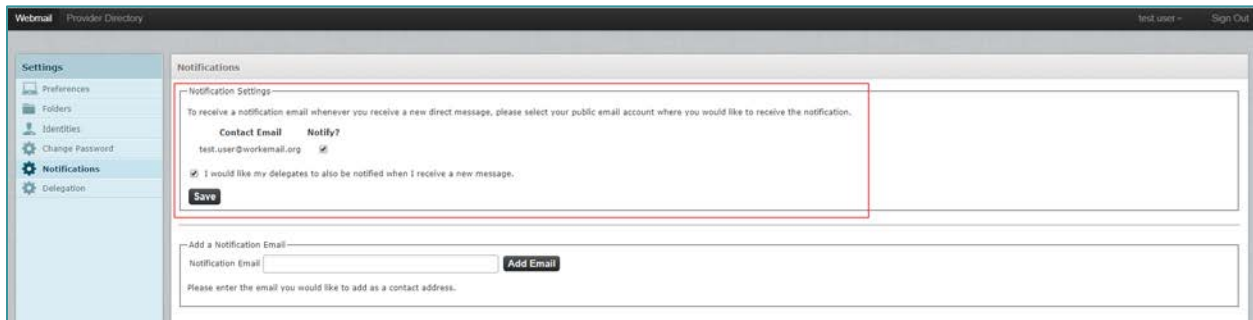 Webmail Provider Directory test user Sign Out
Settings
Preferences
Folders
Identities
Change Password
Notifications
Delegation
Notifications
Notification Settings
To receive a notification email whenever you receive a new direct message, please select your public email account where you would like to receive the notification.
Contact Email Notify?
test.user@workemail.org
I would like my delegates to also be notified when I receive a new message.
Save
Add a Notification Email
Notification Email Add Email
Please enter the email you would like to add as a contact address.